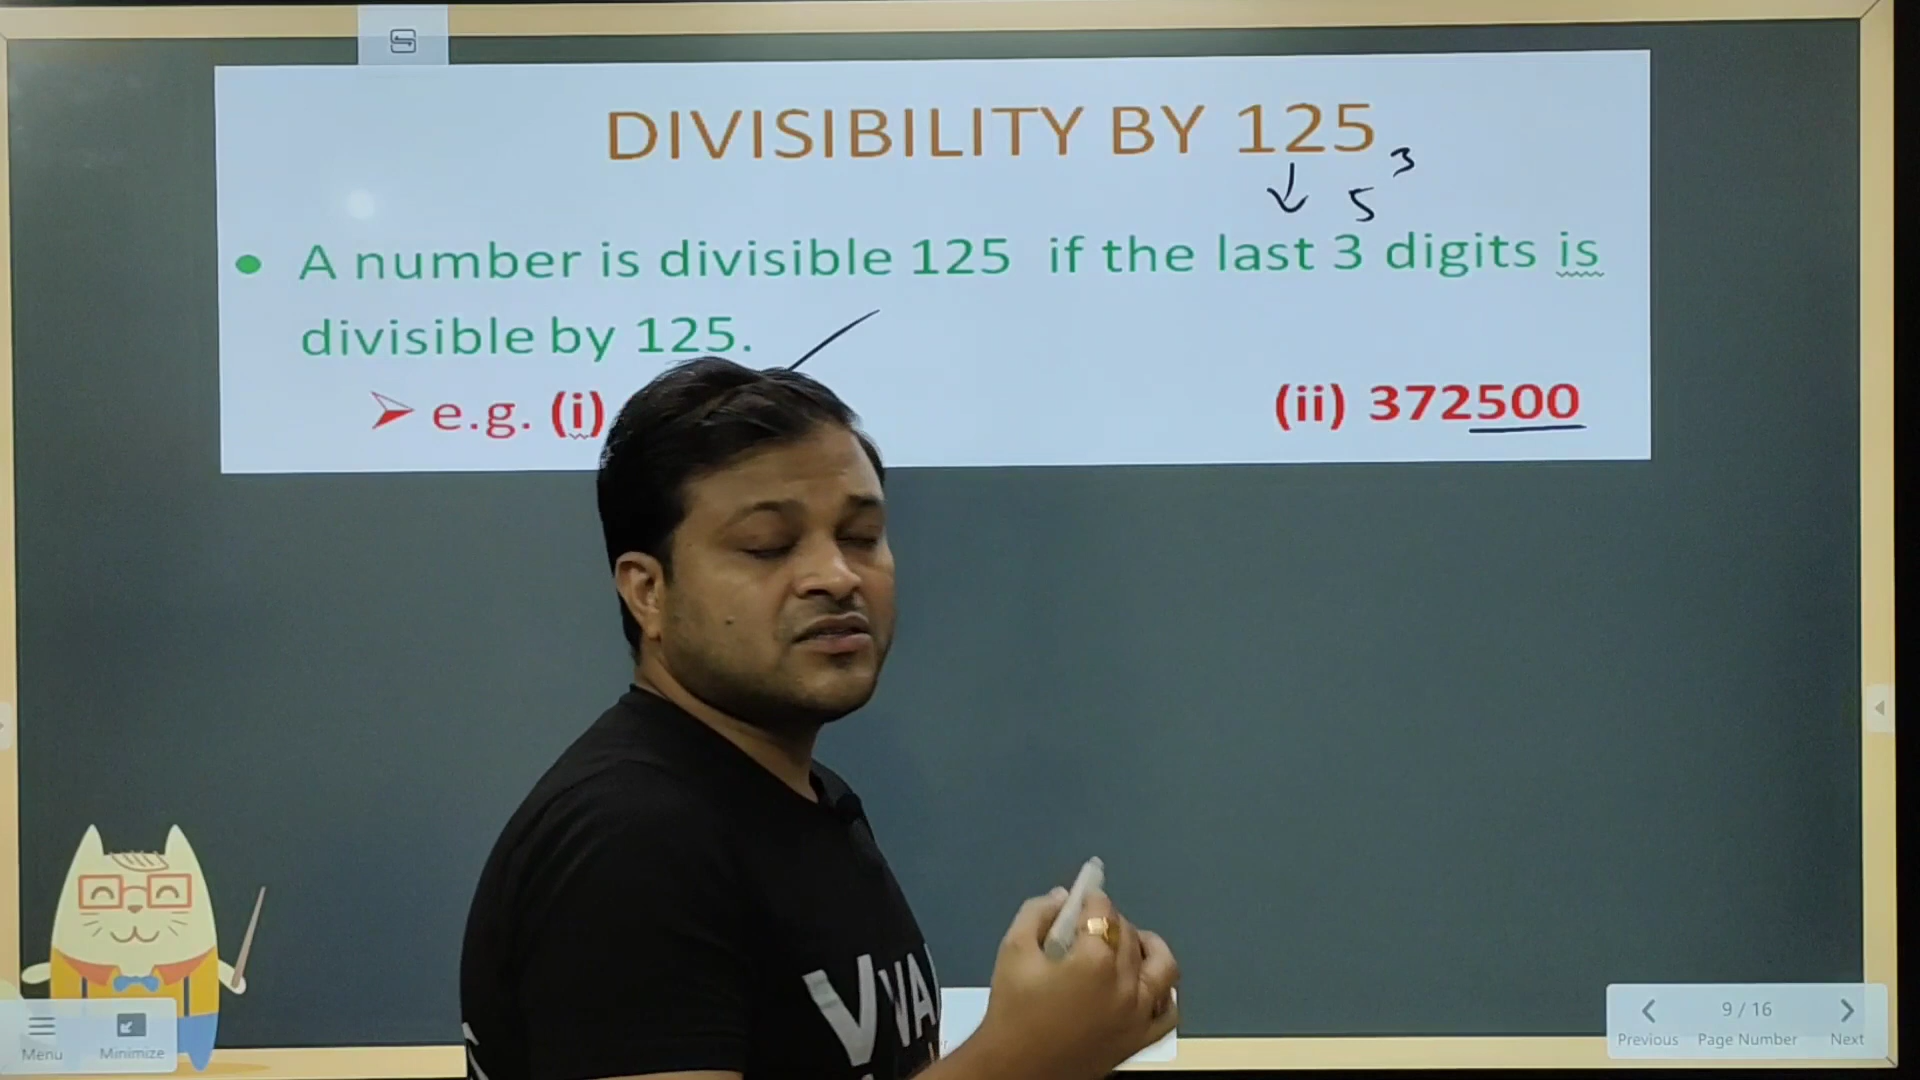 DIVISIBILITY BY 125
5³
A number is divisible 125 if the last 3 digits is
divisible by 125.
e.g. (i)
(ii) 372500
Menu
Minimize
9 / 16
Previous
Page Number
Next